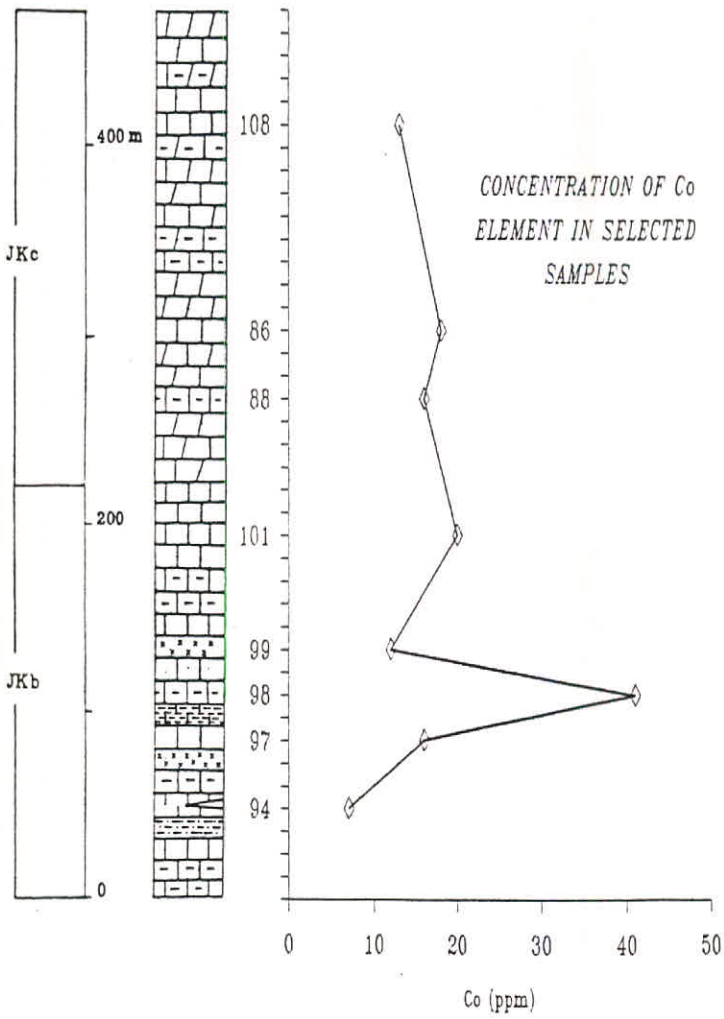 400 m
108
CONCENTRATION OF Co
ELEMENT IN SELECTED
SAMPLES
JKc
86
88
200
101
99
JKb
98
97
94
0
0 10 20 30 40 50
Co (ppm)